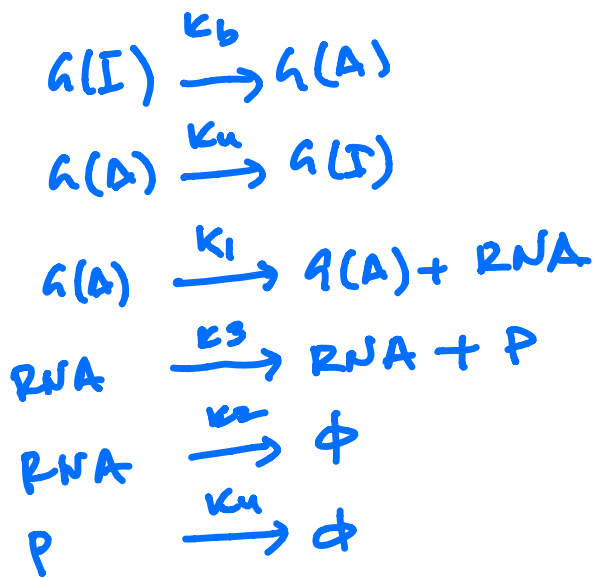 G(I) Kb → G(A)
G(A) Ku → G(I)
G(A) K1 → G(A) + RNA
RNA K3 → RNA + P
RNA K2 → φ
P K4 → φ